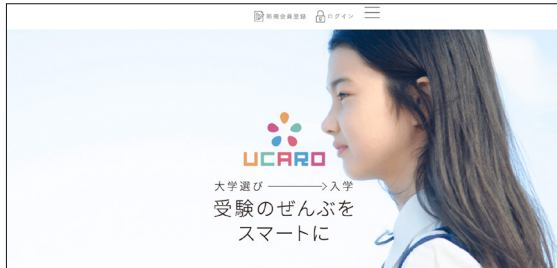 新規会員登録 ログイン
UCARO
大学選び → 入学
受験のぜんぶを
スマートに